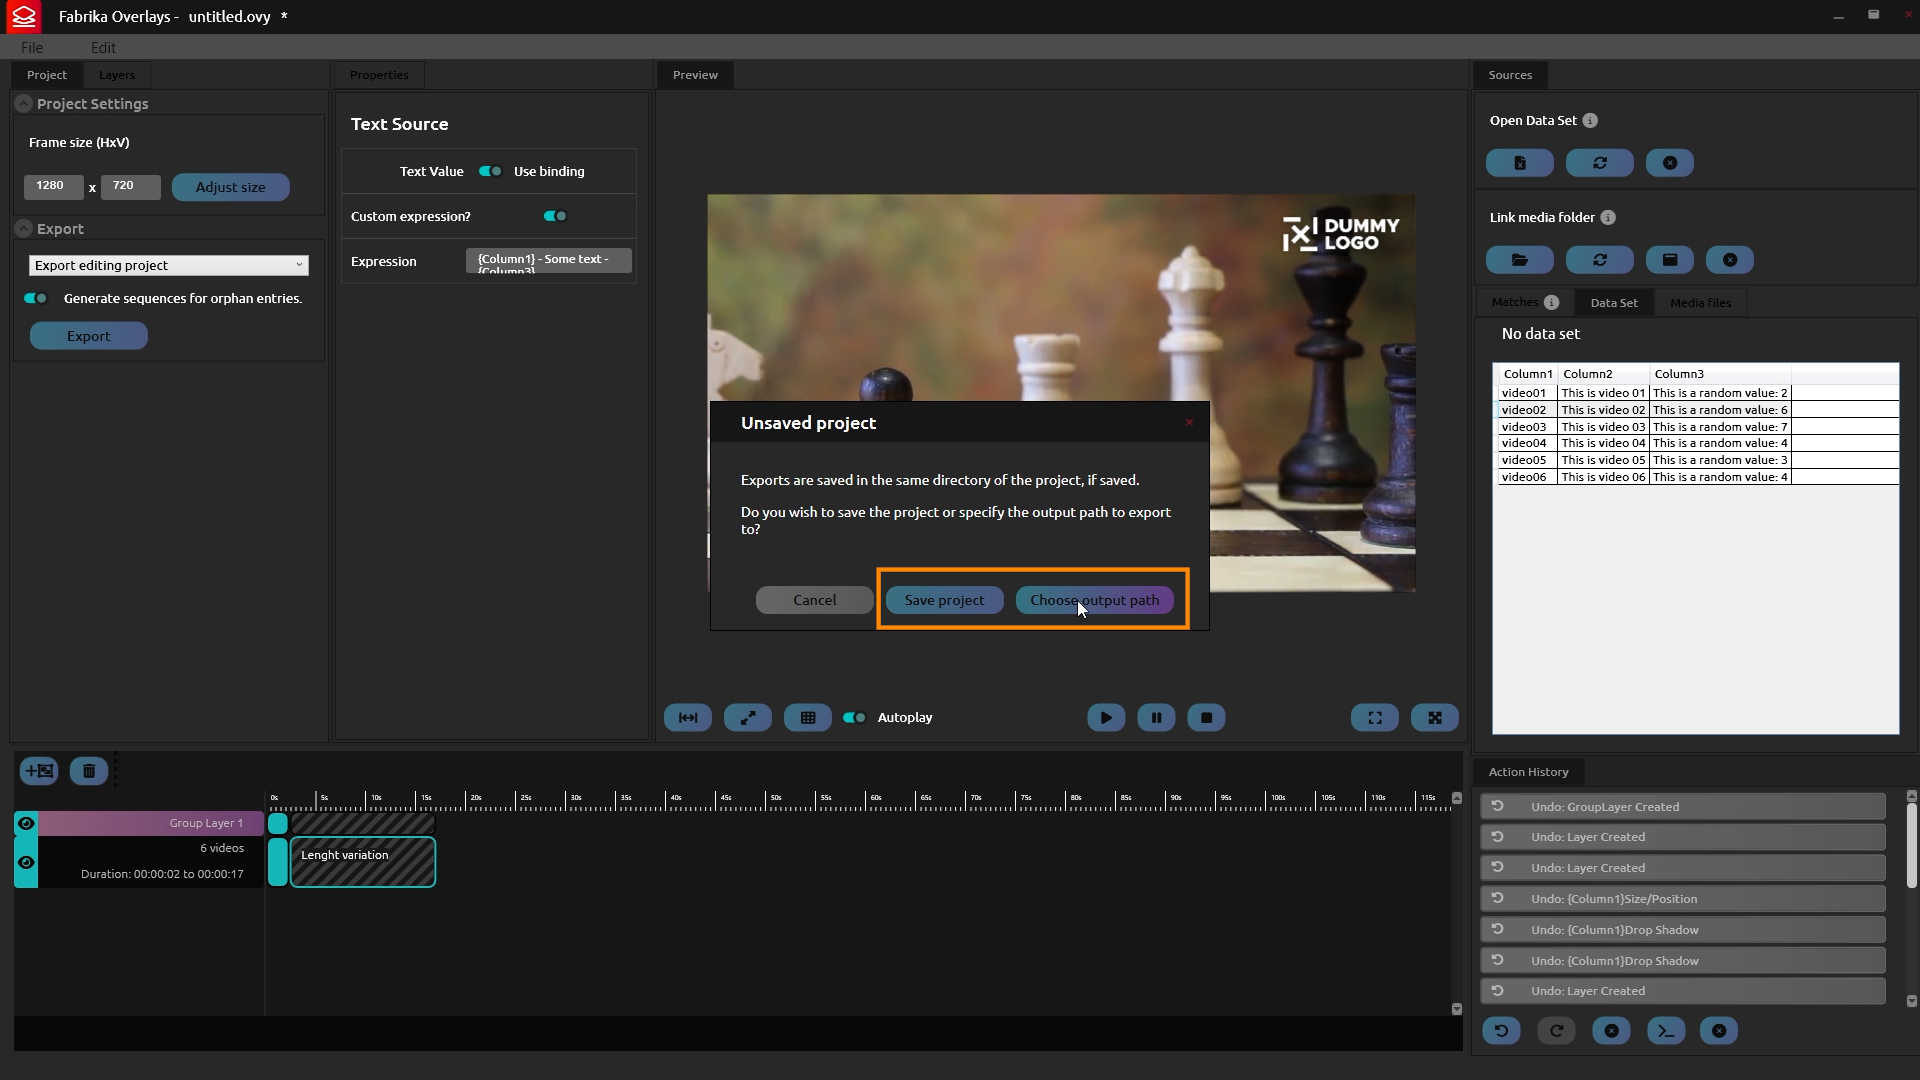 Fabrika Overlays - untitled.ovy *
File Edit
Project Layers
Project Settings
Frame size (HxV)
1280 x 720 Adjust size
Export
Export editing project
Generate sequences for orphan entries.
Export
Properties
Text Source
Text Value Use binding
Custom expression?
Expression {Column1} - Some text -
{Column3}
Preview
DUMMY
LOGO
Unsaved project
Exports are saved in the same directory of the project, if saved.
Do you wish to save the project or specify the output path to export
to?
Cancel Save project Choose output path
Autoplay
Sources
Open Data Set
Link media folder
Matches Data Set Media files
No data set
Column1 Column2 Column3
video01 This is video 01 This is a random value: 2
video02 This is video 02 This is a random value: 6
video03 This is video 03 This is a random value: 7
video04 This is video 04 This is a random value: 4
video05 This is video 05 This is a random value: 3
video06 This is video 06 This is a random value: 4
0s 5s 10s 15s 20s 25s 30s 35s 40s 45s 50s 55s 60s 65s 70s 75s 80s 85s 90s 95s 100s 105s 110s 115s
Group Layer 1
6 videos
Duration: 00:00:02 to 00:00:17
Lenght variation
Action History
Undo: GroupLayer Created
Undo: Layer Created
Undo: Layer Created
Undo: {Column1}Size/Position
Undo: {Column1}Drop Shadow
Undo: {Column1}Drop Shadow
Undo: Layer Created